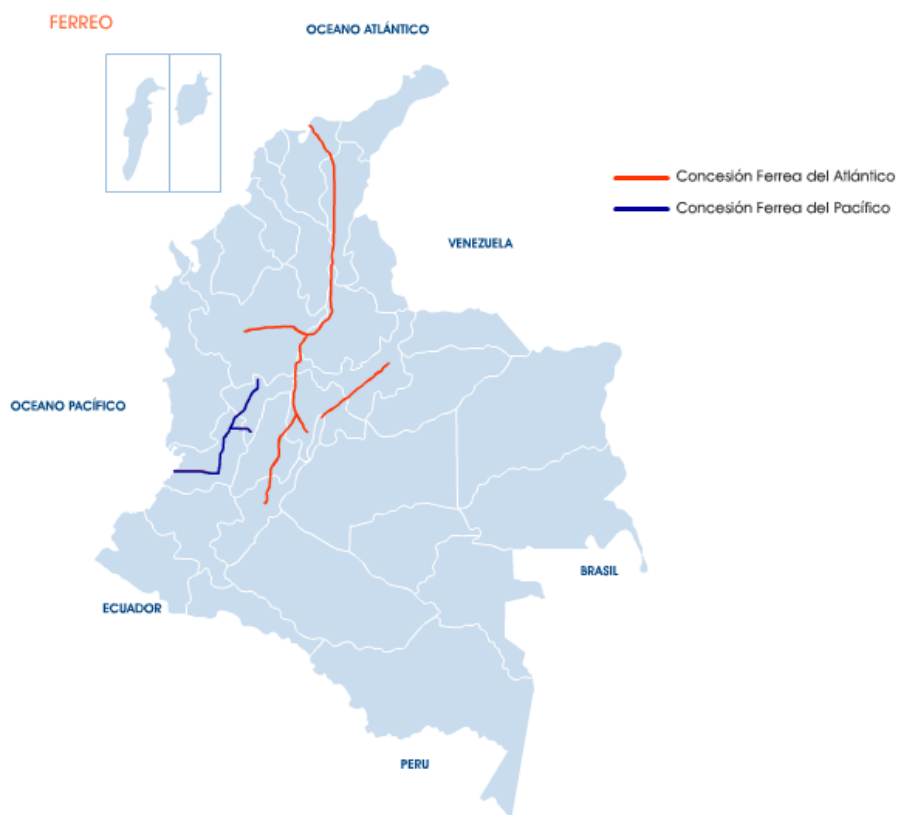 FERREO
OCEANO ATLÁNTICO
Concesión Ferrea del Atlántico
Concesión Ferrea del Pacífico
VENEZUELA
OCEANO PACÍFICO
BRASIL
ECUADOR
PERU